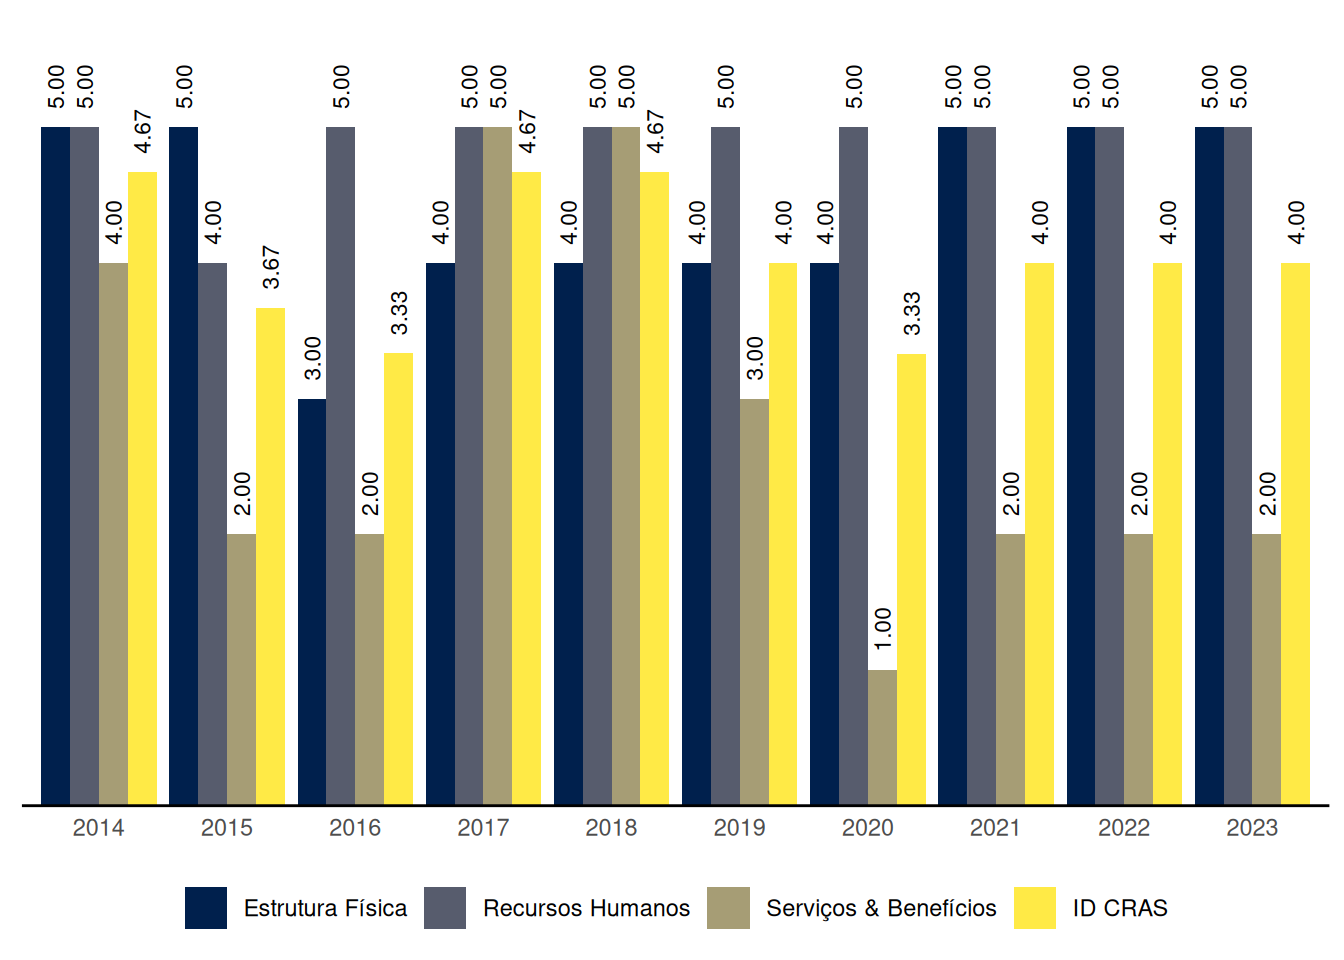 5.00 5.00 4.00 4.67 5.00 4.00 2.00 3.67 3.00 5.00 2.00 3.33 4.00 5.00 5.00 4.67 4.00 5.00 5.00 4.67 4.00 5.00 3.00 4.00 4.00 5.00 1.00 3.33 5.00 5.00 2.00 4.00 5.00 5.00 2.00 4.00 5.00 5.00 2.00 4.00
2014 2015 2016 2017 2018 2019 2020 2021 2022 2023
Estrutura Física Recursos Humanos Serviços & Benefícios ID CRAS